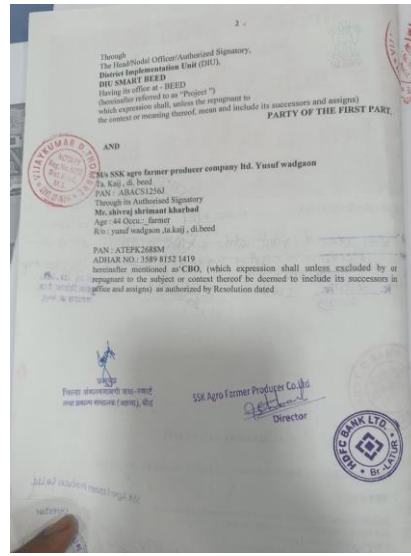 2
Through
The Head/Nodal Officer/Authorized Signatory,
District Implementation Unit (DIU),
DIU SMART BEED
Having its office at - BEED
(hereinafter referred to as "Project ")
which expression shall, unless the repugnant to
the context or meaning thereof, mean and include its successors and assigns)
PARTY OF THE FIRST PART.
AND
M/s SSK agro farmer producer company ltd. Yusuf wadgaon
Ta. Kaij , di. beed
PAN : ABACS1256J
Through its Authorised Signatory
Mr. shivraj shrimant kharbad
Age : 44 Occu:_farmer
R/o : yusuf wadgaon ,ta.kaij , di.beed
PAN : ATEPK2688M
ADHAR NO.: 3589 8152 1419
hereinafter mentioned as'CBO, (which expression shall unless excluded by or
repugnant to the subject or context thereof be deemed to include its successors in
office and assigns) as authorized by Resolution dated
VIJAYKUMAR D.
NOTARY
SSK Agro Farmer Producer Co.Ltd
Director
HDFC BANK LTD.
Br - LATUR